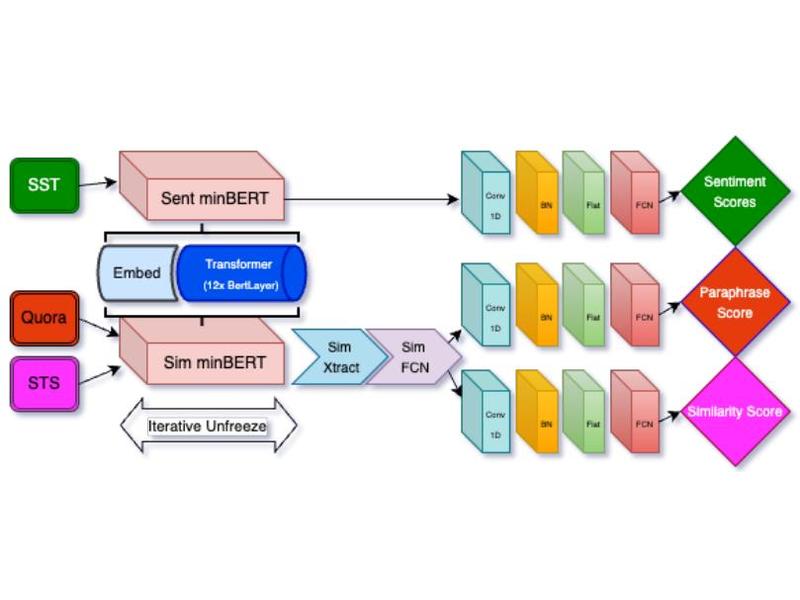 SST
Sent minBERT
Conv
1D
BN
Flat
FCN
Sentiment
Scores
Embed
Transformer
(12x BertLayer)
Quora
STS
Sim minBERT
Sim
Xtract
Sim
FCN
Conv
1D
BN
Flat
FCN
Paraphrase
Score
Conv
1D
BN
Flat
FCN
Similarity Score
Iterative Unfreeze